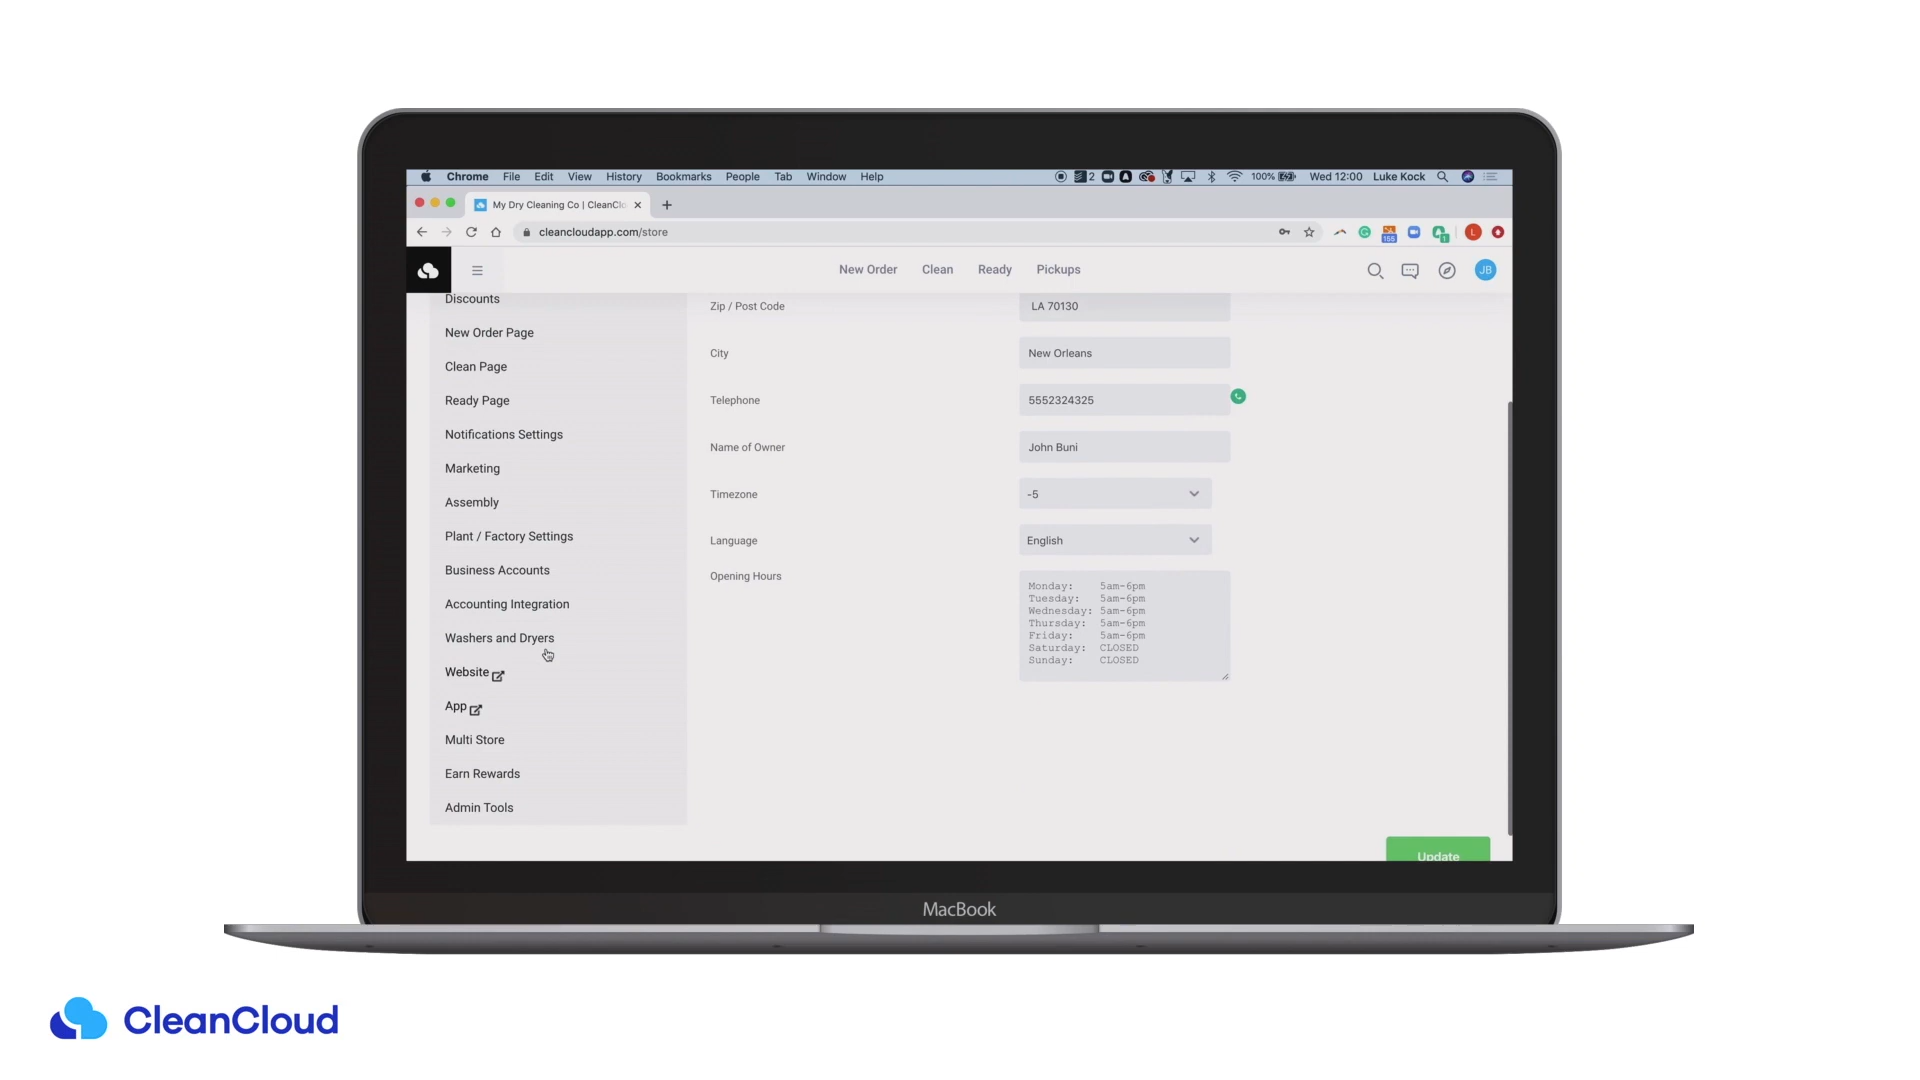 Chrome File Edit View History Bookmarks People Tab Window Help 2 100% Wed 12:00 Luke Kock
My Dry Cleaning Co | CleanClo
cleancloudapp.com/store 155 1 L
New Order Clean Ready Pickups JB
Discounts
New Order Page
Clean Page
Ready Page
Notifications Settings
Marketing
Assembly
Plant / Factory Settings
Business Accounts
Accounting Integration
Washers and Dryers
Website
App
Multi Store
Earn Rewards
Admin Tools
Zip / Post Code LA 70130
City New Orleans
Telephone 5552324325
Name of Owner John Buni
Timezone -5
Language English
Opening Hours
Monday: 5am-6pm
Tuesday: 5am-6pm
Wednesday: 5am-6pm
Thursday: 5am-6pm
Friday: 5am-6pm
Saturday: CLOSED
Sunday: CLOSED
Update
MacBook
CleanCloud